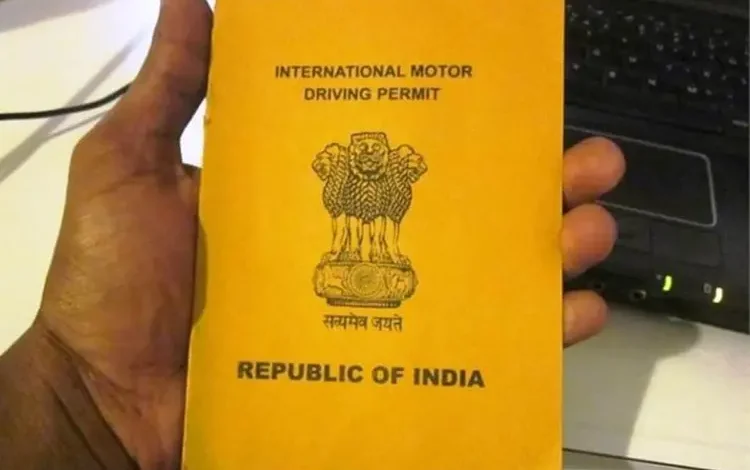 INTERNATIONAL MOTOR
DRIVING PERMIT
सत्यमेव जयते
REPUBLIC OF INDIA